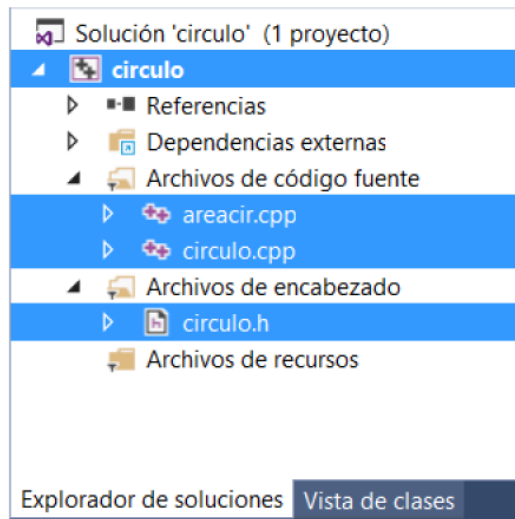 Solución 'circulo' (1 proyecto)
circulo
Referencias
Dependencias externas
Archivos de código fuente
areacir.cpp
circulo.cpp
Archivos de encabezado
circulo.h
Archivos de recursos
Explorador de soluciones Vista de clases